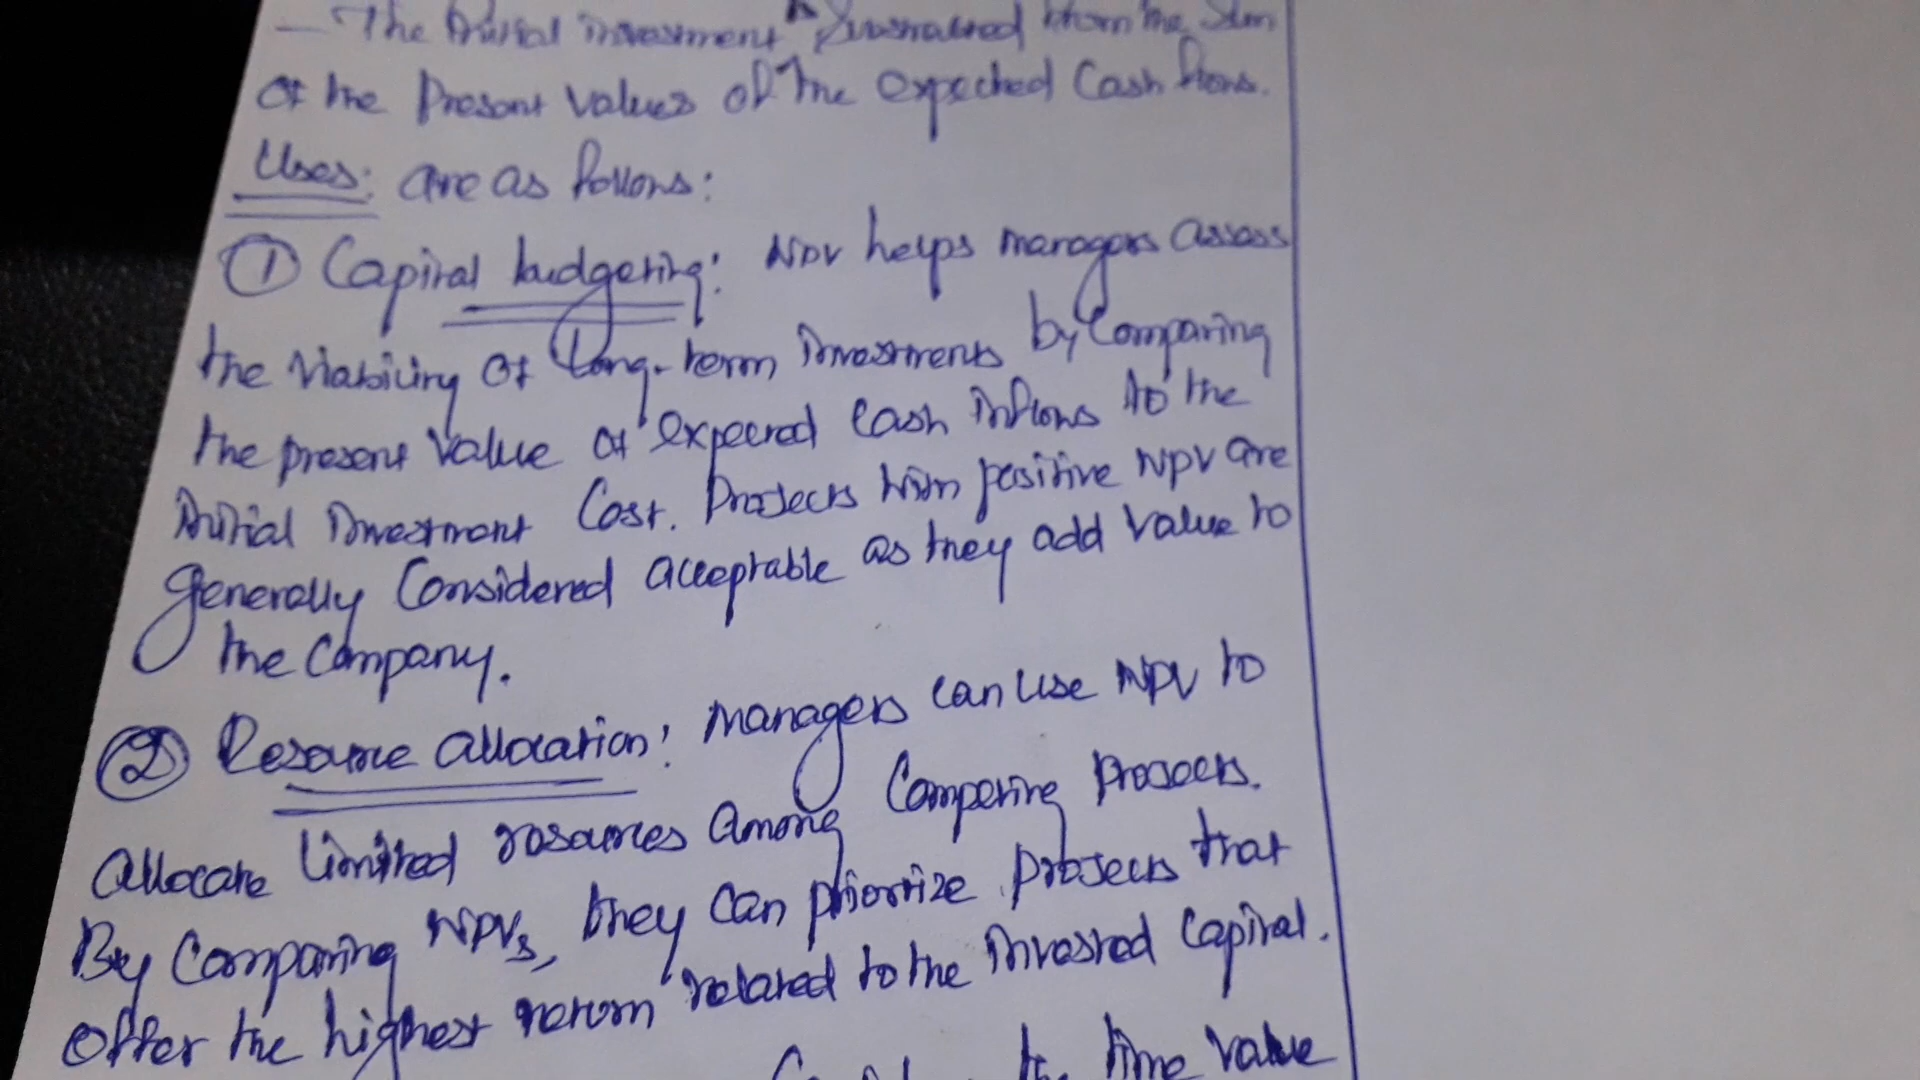 - The Initial investment is substracted from the sum
of the Present values of the expected Cash flows.
Uses: are as follows:
① Capital budgeting: NPV helps managers assess
the viability of long-term investments by Comparing
the present value of expected cash inflows to the
initial investment Cost. Projects with positive NPV are
generally Considered acceptable as they add value to
the Company.
② Resource allocation: Managers can use NPV to
allocate limited resources among Competing projects.
By Comparing NPVs, they can prioritize projects that
offer the highest return related to the invested Capital.
the time value